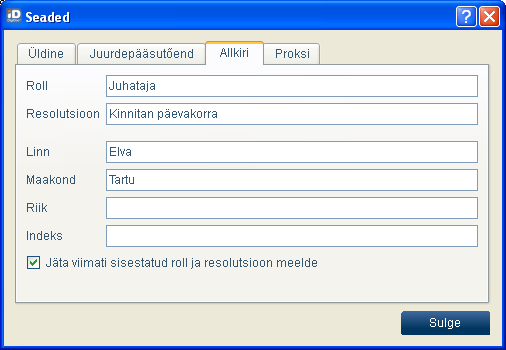 iD Seaded
Üldine Juurdepääsutõend Allkiri Proksi
Roll Juhataja
Resolutsioon Kinnitan päevakorra
Linn Elva
Maakond Tartu
Riik
Indeks
Jäta viimati sisestatud roll ja resolutsioon meelde
Sulge